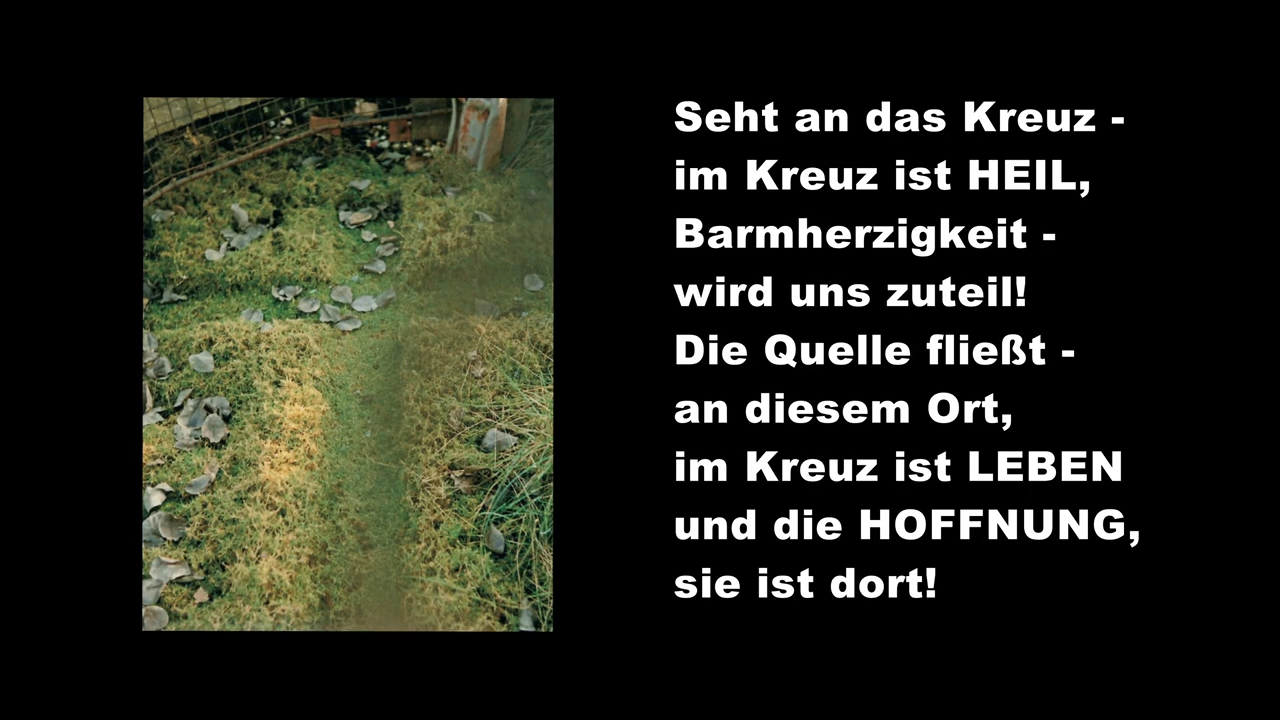 Seht an das Kreuz -
im Kreuz ist HEIL,
Barmherzigkeit -
wird uns zuteil!
Die Quelle fließt -
an diesem Ort,
im Kreuz ist LEBEN
und die HOFFNUNG,
sie ist dort!